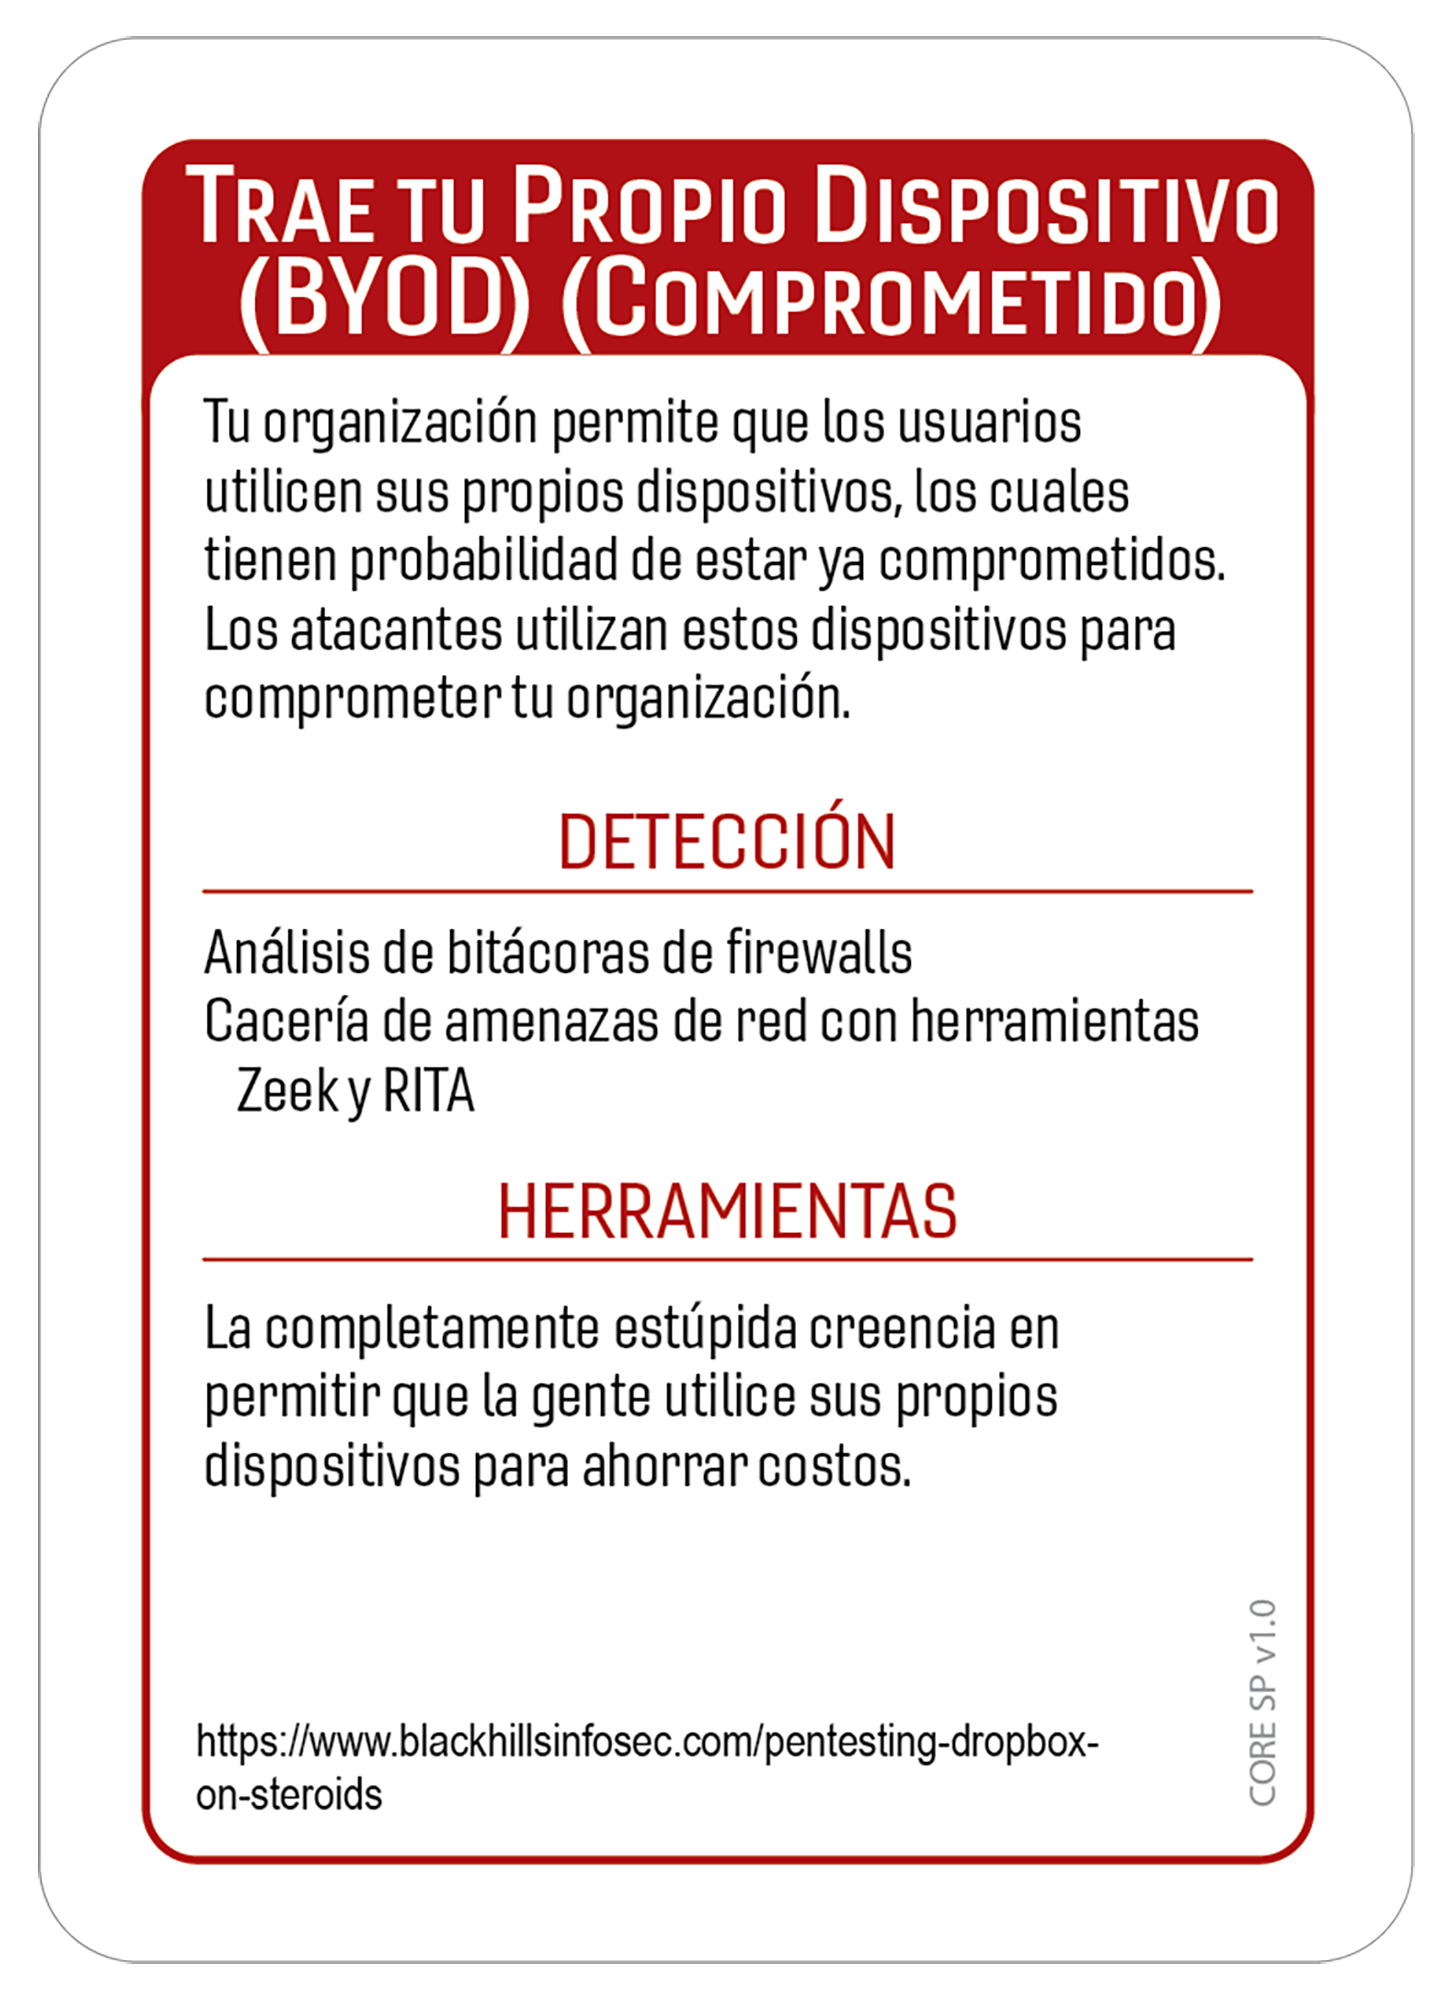 Trae tu Propio Dispositivo
(BYOD) (Comprometido)
Tu organización permite que los usuarios
utilicen sus propios dispositivos, los cuales
tienen probabilidad de estar ya comprometidos.
Los atacantes utilizan estos dispositivos para
comprometer tu organización.
DETECCIÓN
Análisis de bitácoras de firewalls
Cacería de amenazas de red con herramientas
Zeek y RITA
HERRAMIENTAS
La completamente estúpida creencia en
permitir que la gente utilice sus propios
dispositivos para ahorrar costos.
https://www.blackhillsinfosec.com/pentesting-dropbox-
on-steroids
CORE SP v1.0